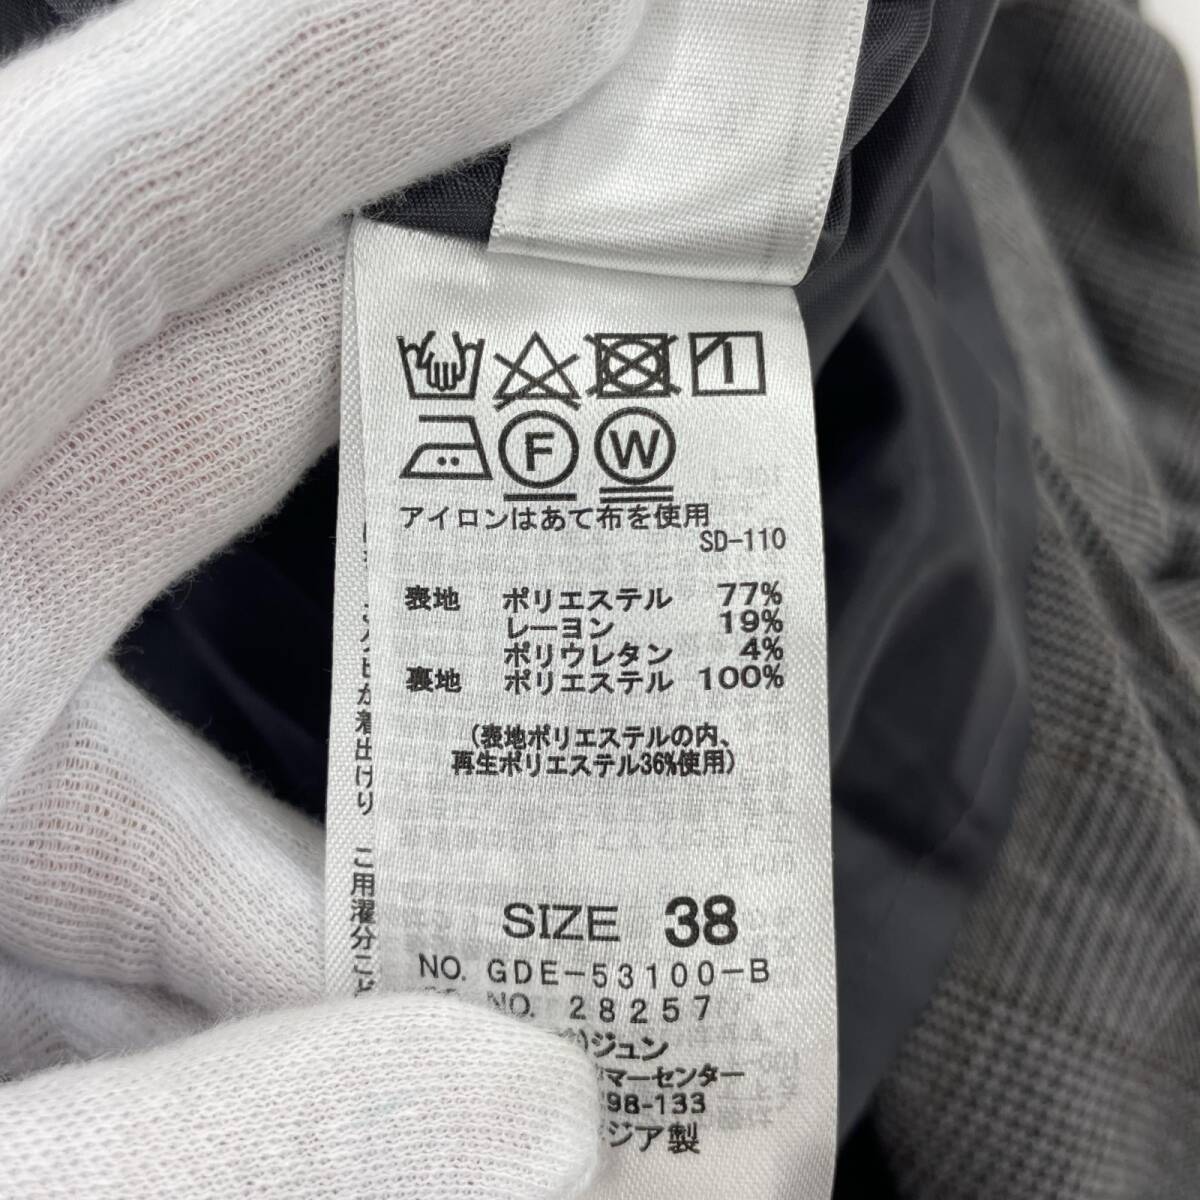 F W
アイロンはあて布を使用
SD-110
表地 ポリエステル 77%
レーヨン 19%
ポリウレタン 4%
裏地 ポリエステル 100%
(表地ポリエステルの内、
再生ポリエステル36%使用)
SIZE 38
NO. GDE-53100-B
NO. 28257
ジュン
マーセンター
98-133
ジア製